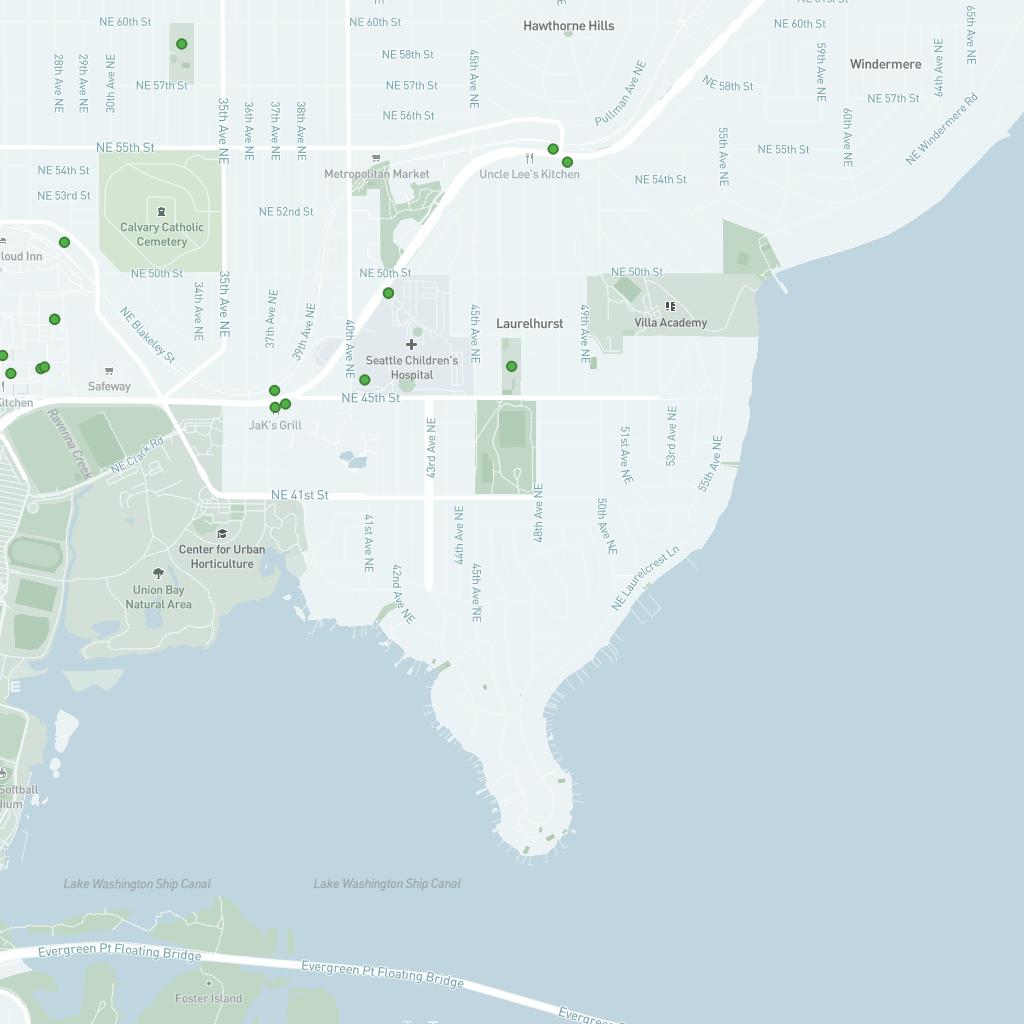 NE 60th St
NE 60th St
Hawthorne Hills
NE 60th St
65th Ave NE
28th Ave NE
29th Ave NE
30th Ave NE
NE 58th St
45th Ave NE
59th Ave NE
64th Ave NE
Windermere
NE 57th St
NE 57th St
NE 58th St
NE 57th St
Pullman Ave NE
35th Ave NE
36th Ave NE
37th Ave NE
38th Ave NE
NE 56th St
55th Ave NE
60th Ave NE
NE Windermere Rd
NE 55th St
NE 55th St
NE 54th St
Metropolitan Market
Uncle Lee's Kitchen
NE 54th St
NE 53rd St
NE 52nd St
Calvary Catholic
Cemetery
loud Inn
NE 50th St
NE 50th St
NE 50th St
34th Ave NE
35th Ave NE
37th Ave NE
39th Ave NE
40th Ave NE
45th Ave NE
49th Ave NE
NE Blakeley St
Laurelhurst
Villa Academy
Seattle Children's
Hospital
Safeway
Kitchen
NE 45th St
JaK's Grill
Ravenna Creek
NE Clark Rd
43rd Ave NE
51st Ave NE
53rd Ave NE
55th Ave NE
NE 41st St
41st Ave NE
44th Ave NE
48th Ave NE
50th Ave NE
Center for Urban
Horticulture
Union Bay
Natural Area
42nd Ave NE
45th Ave NE
NE Laurelcrest Ln
Softball
dium
Lake Washington Ship Canal
Lake Washington Ship Canal
Evergreen Pt Floating Bridge
Evergreen Pt Floating Bridge
Evergreen Pt Floating Bridge
Foster Island